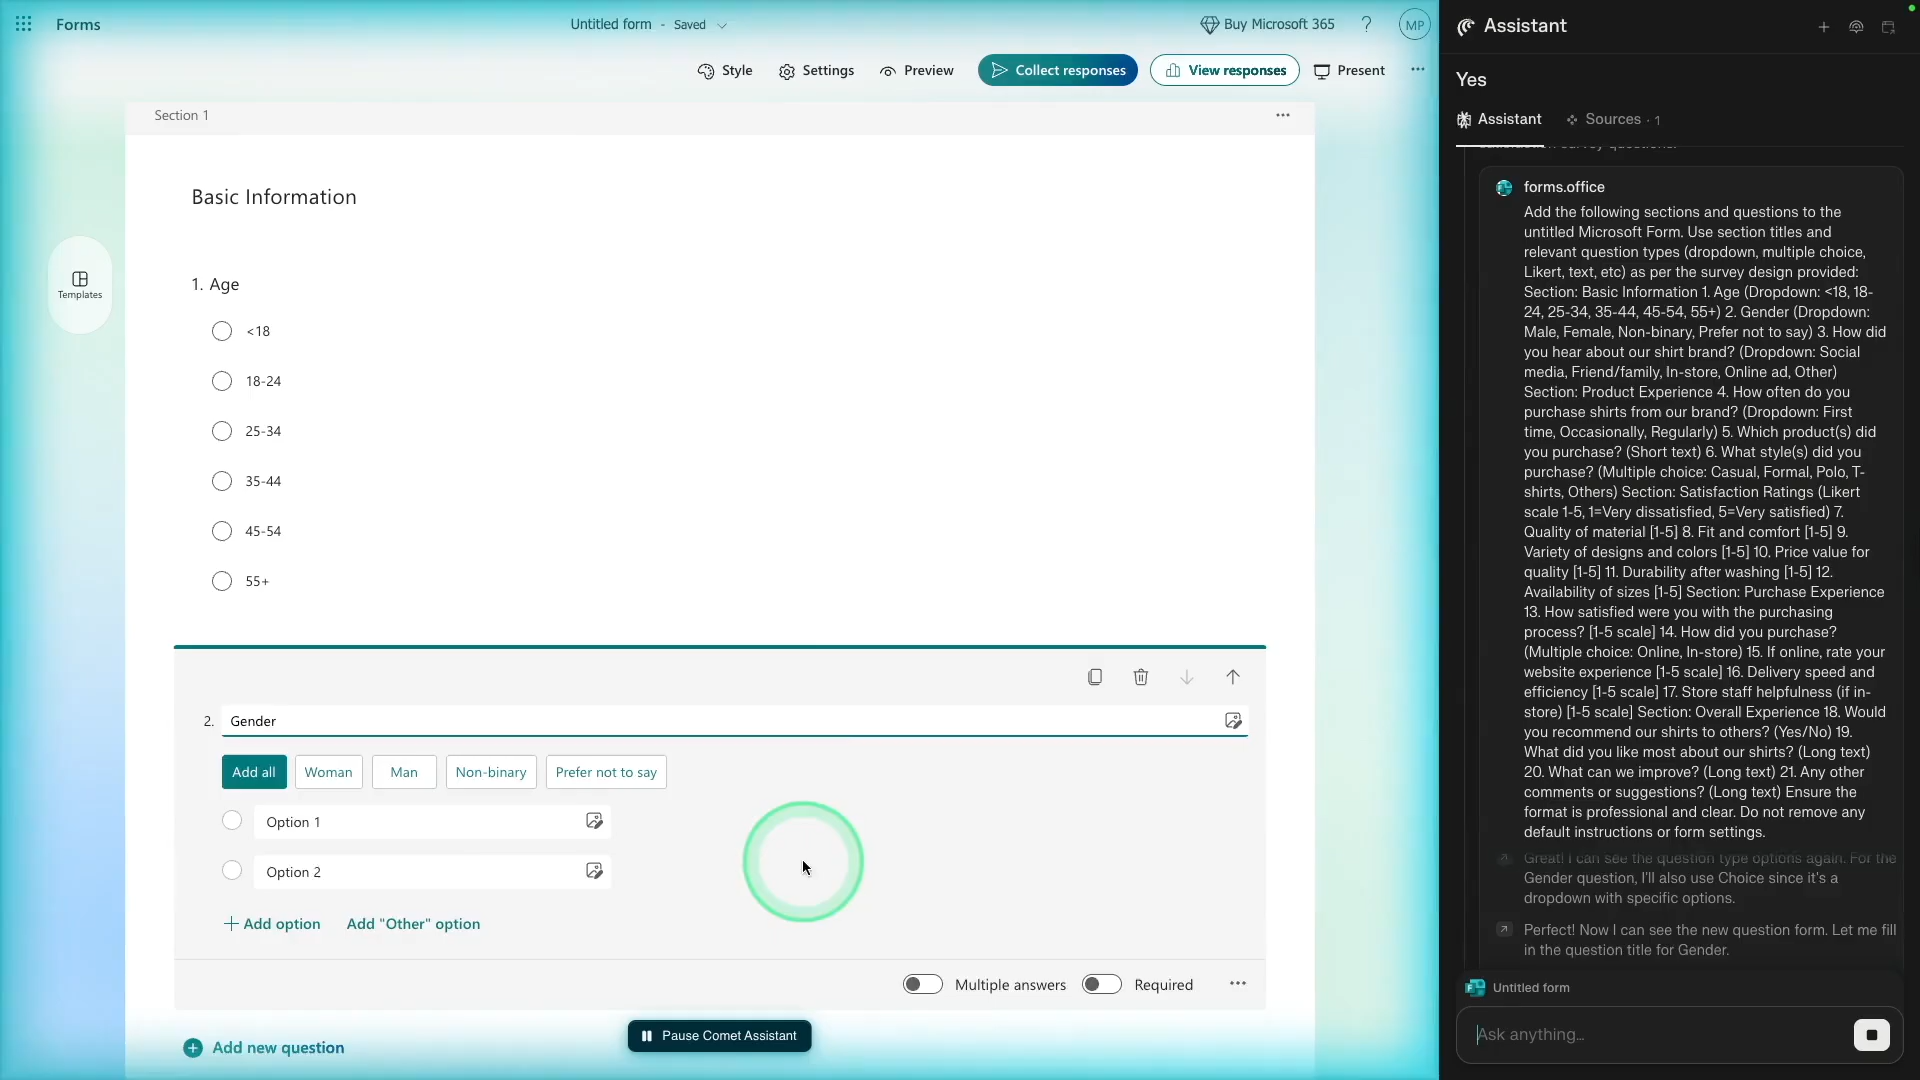 Forms
Untitled form - Saved
Buy Microsoft 365
?
MP
Style
Settings
Preview
Collect responses
View responses
Present
Section 1
Basic Information
Templates
1. Age
<18
18-24
25-34
35-44
45-54
55+
2. Gender
Add all
Woman
Man
Non-binary
Prefer not to say
Option 1
Option 2
Add option
Add "Other" option
Multiple answers
Required
Pause Comet Assistant
Add new question
Assistant
Yes
Assistant
Sources · 1
forms.office
Add the following sections and questions to the
untitled Microsoft Form. Use section titles and
relevant question types (dropdown, multiple choice,
Likert, text, etc) as per the survey design provided:
Section: Basic Information 1. Age (Dropdown: <18, 18-
24, 25-34, 35-44, 45-54, 55+) 2. Gender (Dropdown:
Male, Female, Non-binary, Prefer not to say) 3. How did
you hear about our shirt brand? (Dropdown: Social
media, Friend/family, In-store, Online ad, Other)
Section: Product Experience 4. How often do you
purchase shirts from our brand? (Dropdown: First
time, Occasionally, Regularly) 5. Which product(s) did
you purchase? (Short text) 6. What style(s) did you
purchase? (Multiple choice: Casual, Formal, Polo, T-
shirts, Others) Section: Satisfaction Ratings (Likert
scale 1-5, 1=Very dissatisfied, 5=Very satisfied) 7.
Quality of material [1-5] 8. Fit and comfort [1-5] 9.
Variety of designs and colors [1-5] 10. Price value for
quality [1-5] 11. Durability after washing [1-5] 12.
Availability of sizes [1-5] Section: Purchase Experience
13. How satisfied were you with the purchasing
process? [1-5 scale] 14. How did you purchase?
(Multiple choice: Online, In-store) 15. If online, rate your
website experience [1-5 scale] 16. Delivery speed and
efficiency [1-5 scale] 17. Store staff helpfulness (if in-
store) [1-5 scale] Section: Overall Experience 18. Would
you recommend our shirts to others? (Yes/No) 19.
What did you like most about our shirts? (Long text)
20. What can we improve? (Long text) 21. Any other
comments or suggestions? (Long text) Ensure the
format is professional and clear. Do not remove any
default instructions or form settings.
Great! I can see the question type options again. For the
Gender question, I'll also use Choice since it's a
dropdown with specific options.
Perfect! Now I can see the new question form. Let me fill
in the question title for Gender.
Untitled form
Ask anything...